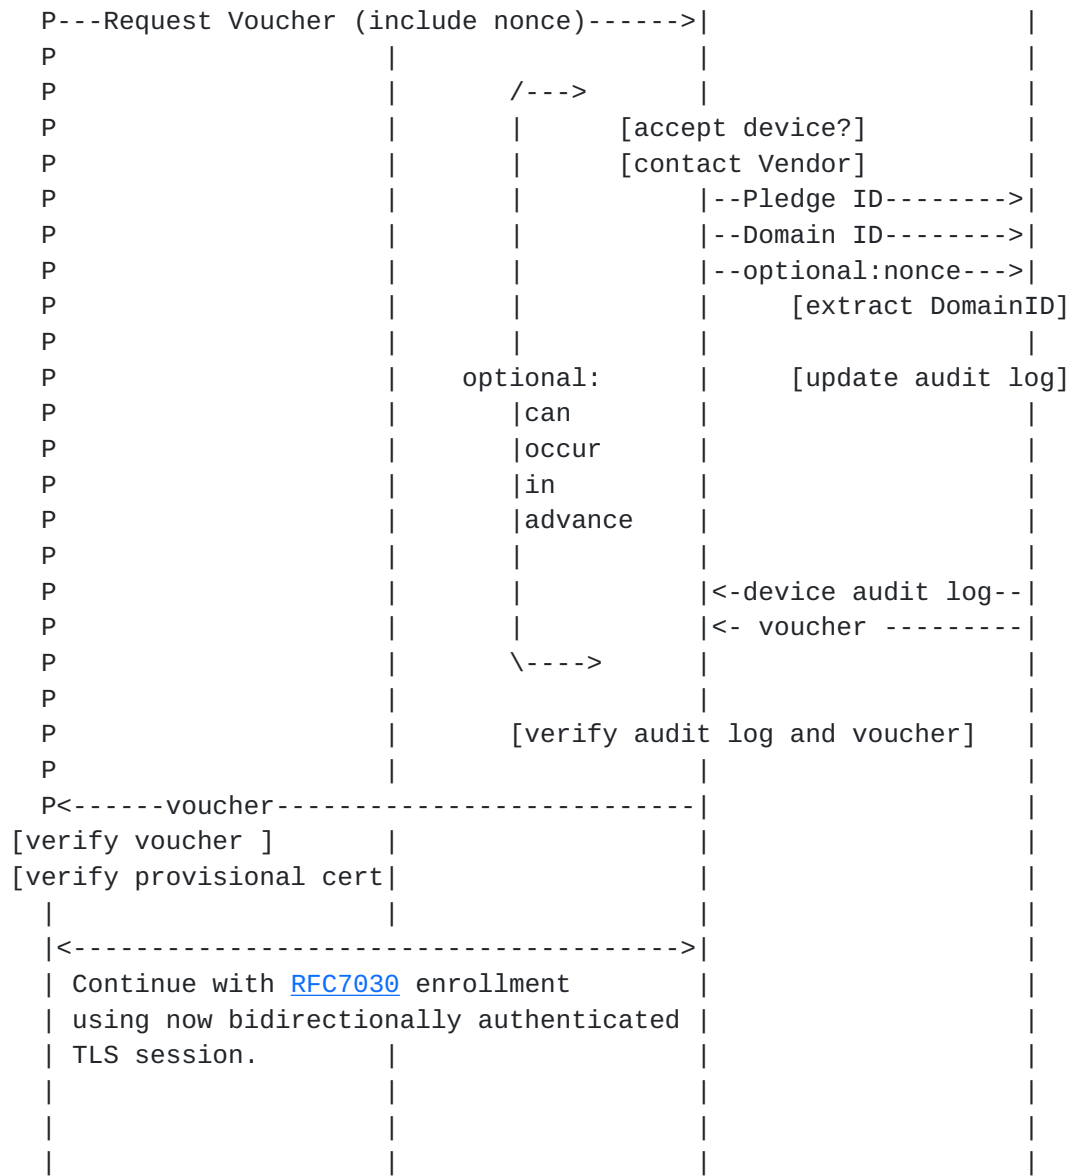 P---Request Voucher (include nonce)------>|                    |
P                     |                   |                    |
P                     |       /--->       |                    |
P                     |       |      [accept device?]          |
P                     |       |      [contact Vendor]          |
P                     |       |           |--Pledge ID-------->|
P                     |       |           |--Domain ID-------->|
P                     |       |           |--optional:nonce--->|
P                     |       |           |     [extract DomainID]
P                     |       |           |                    |
P                     |    optional:      |     [update audit log]
P                     |       |can        |                    |
P                     |       |occur      |                    |
P                     |       |in         |                    |
P                     |       |advance    |                    |
P                     |       |           |                    |
P                     |       |           |<-device audit log--|
P                     |       |           |<- voucher ---------|
P                     |       \---->      |                    |
P                     |                   |                    |
P                     |       [verify audit log and voucher]   |
P                     |                   |                    |
P<------voucher---------------------------|                    |
[verify voucher ]       |                   |                    |
[verify provisional cert|                   |                    |
|                     |                   |                    |
|<--------------------------------------->|                    |
| Continue with RFC7030 enrollment        |                    |
| using now bidirectionally authenticated |                    |
| TLS session.        |                   |                    |
|                     |                   |                    |
|                     |                   |                    |
|                     |                   |                    |